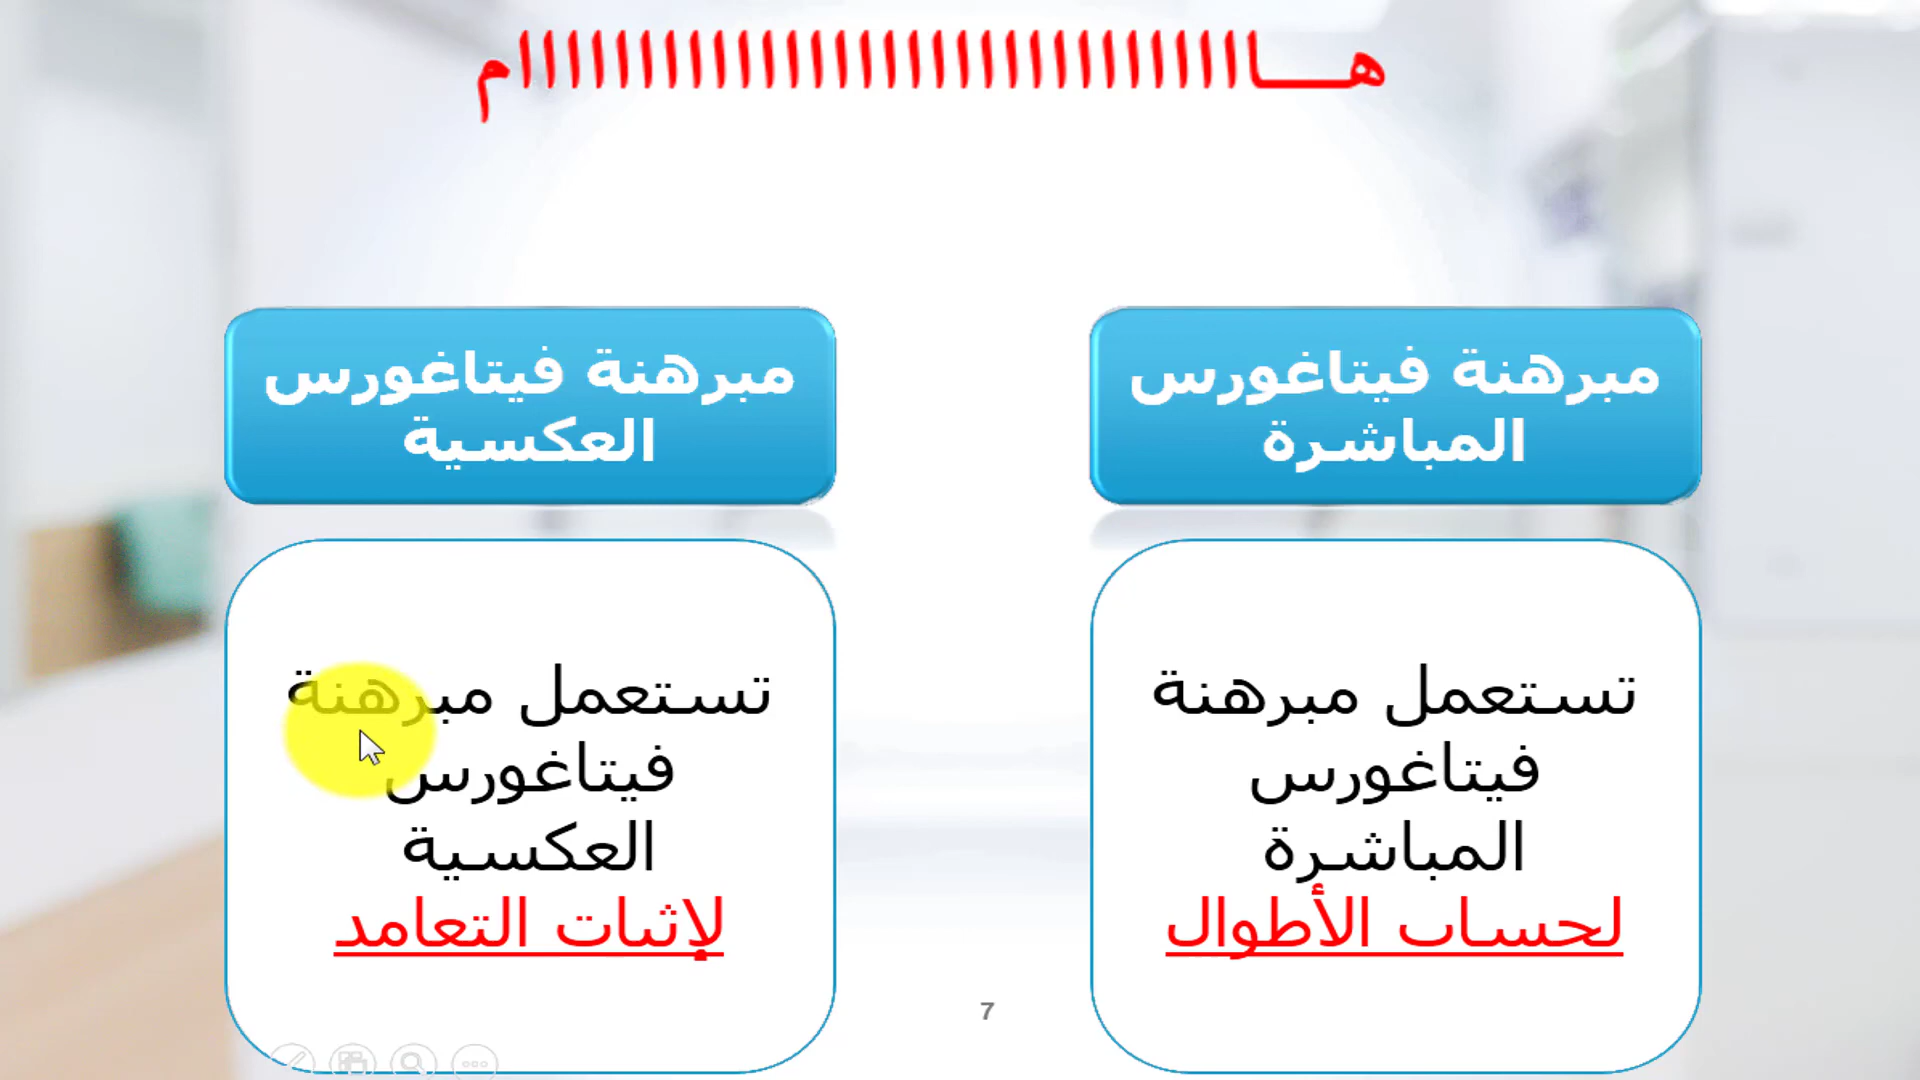 هـــااااااااااااااااااااااااااااااام
مبرهنة فيتاغورس
المباشرة
تستعمل مبرهنة
فيتاغورس
المباشرة
لحساب الأطوال
مبرهنة فيتاغورس
العكسية
تستعمل مبرهنة
فيتاغورس
العكسية
لإثبات التعامد
7